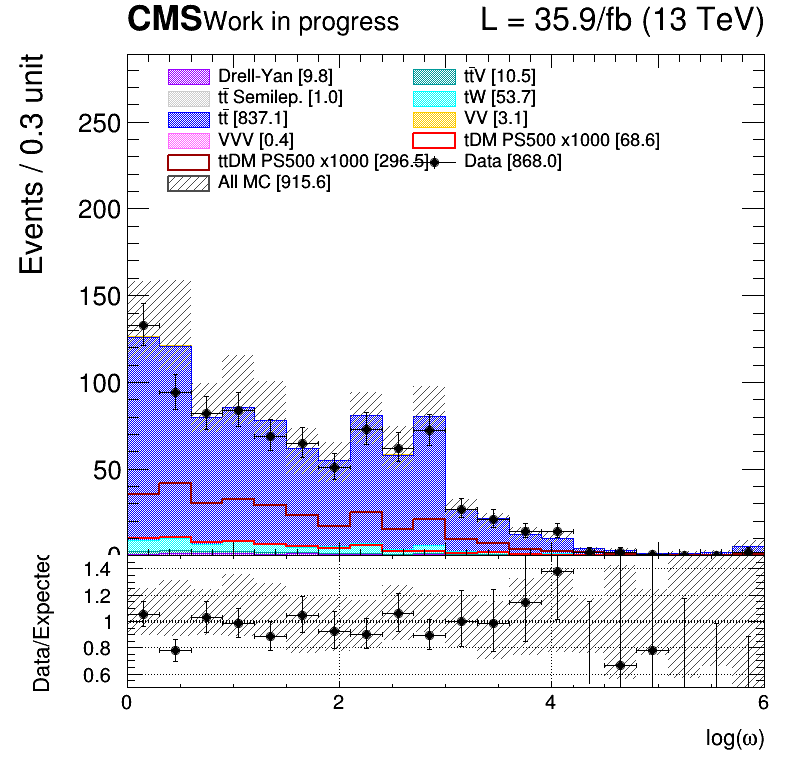 CMS Work in progress L = 35.9/fb (13 TeV)
Events / 0.3 unit
Drell-Yan [9.8] tt̄V [10.5]
tt̄ Semilep. [1.0] tW [53.7]
tt̄ [837.1] VV [3.1]
VVV [0.4] tDM PS500 x1000 [68.6]
ttDM PS500 x1000 [296.5] Data [868.0]
All MC [915.6]
250
200
150
100
50
0
Data/Expected
1.4
1.2
1
0.8
0.6
0 2 4 6
log(ω)